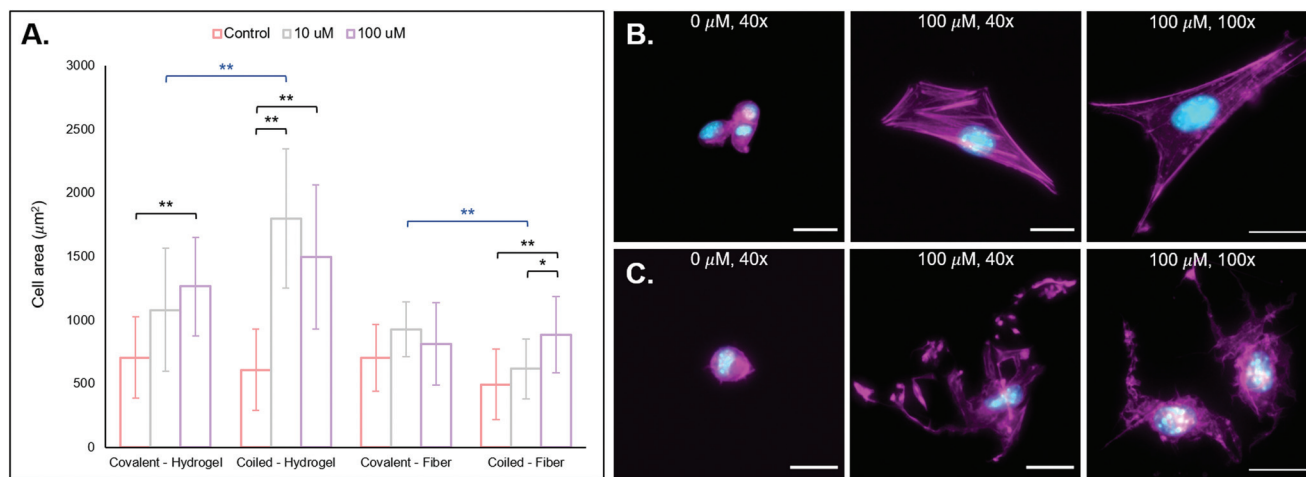 A.
Control 10 uM 100 uM
3000
2500
2000
1500
1000
500
0
Cell area (μm²)
**
**
**
**
**
**
*
Covalent - Hydrogel Coiled - Hydrogel Covalent - Fiber Coiled - Fiber
B.
0 μM, 40x
100 μM, 40x
100 μM, 100x
C.
0 μM, 40x
100 μM, 40x
100 μM, 100x